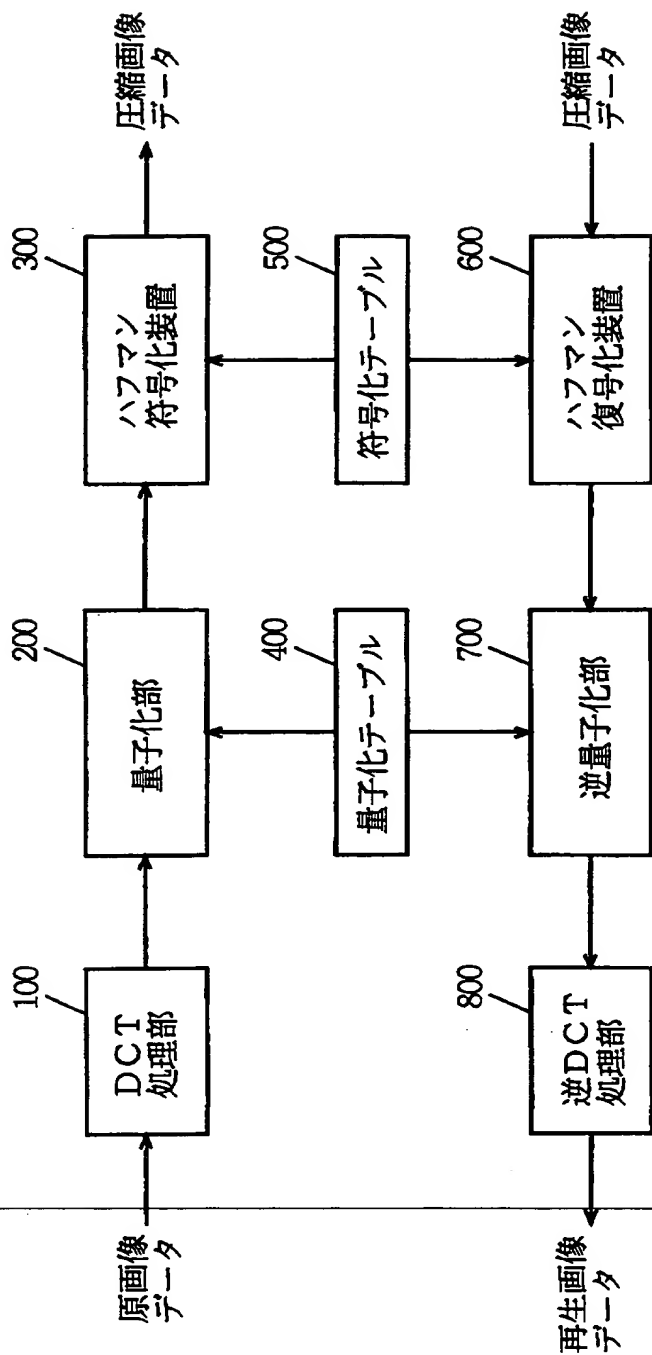 原画像
データ
100
DCT
処理部
200
量子化部
300
ハフマン
符号化装置
圧縮画像
データ
400
量子化テーブル
500
符号化テーブル
再生画像
データ
800
逆DCT
処理部
700
逆量子化部
600
ハフマン
復号化装置
圧縮画像
データ